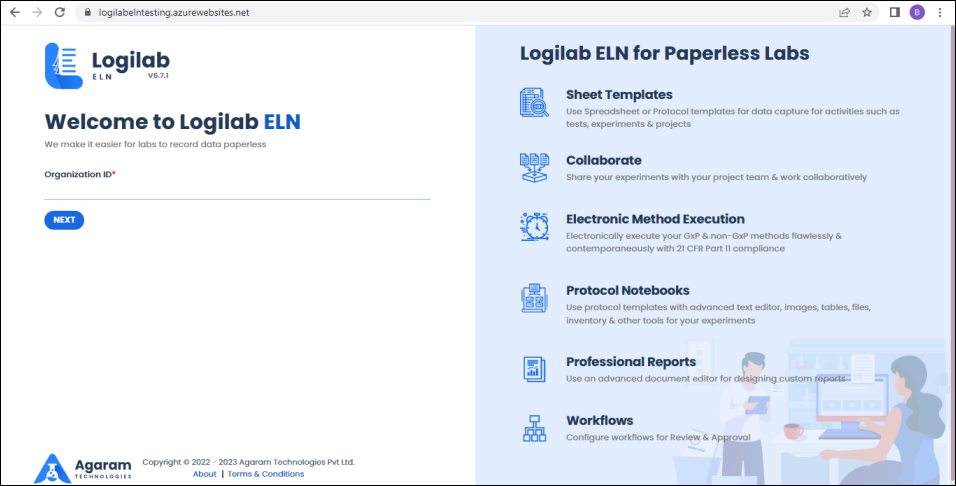 logilabelntesting.azurewebsites.net
B
Logilab
ELN
V6.7.1
Welcome to Logilab ELN
We make it easier for labs to record data paperless
Organization ID*
NEXT
Logilab ELN for Paperless Labs
Sheet Templates
Use Spreadsheet or Protocol templates for data capture for activities such as
tests, experiments & projects
Collaborate
Share your experiments with your project team & work collaboratively
Electronic Method Execution
Electronically execute your GxP & non-GxP methods flawlessly &
contemporaneously with 21 CFR Part 11 compliance
Protocol Notebooks
Use protocol templates with advanced text editor, images, tables, files,
inventory & other tools for your experiments
Professional Reports
Use an advanced document editor for designing custom reports
Workflows
Configure workflows for Review & Approval
Agaram
TECHNOLOGIES
Copyright © 2022 - 2023 Agaram Technologies Pvt Ltd.
About | Terms & Conditions